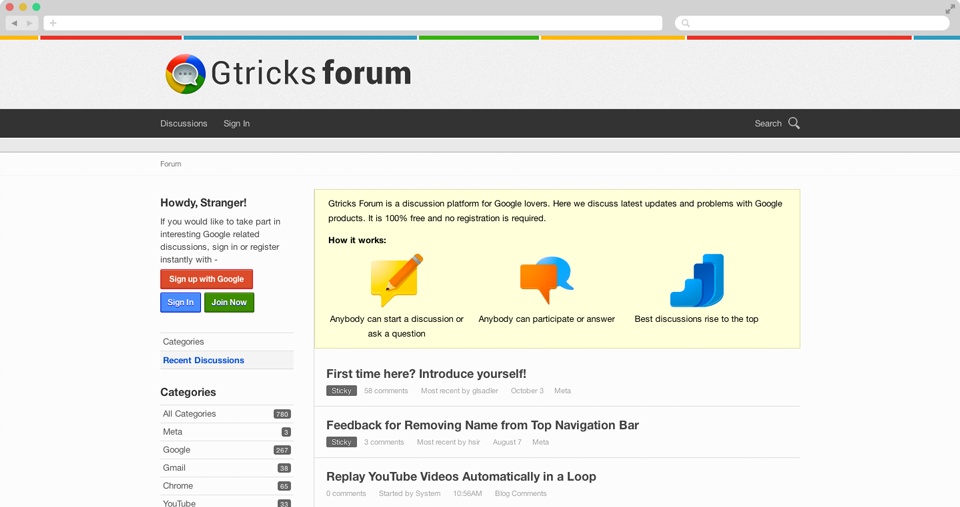 Gtricks forum
Discussions Sign In Search
Forum
Howdy, Stranger!
If you would like to take part in
interesting Google related
discussions, sign in or register
instantly with -
Sign up with Google
Sign In Join Now
Categories
Recent Discussions
Categories
All Categories 780
Meta 3
Google 267
Gmail 38
Chrome 65
YouTube 33
Gtricks Forum is a discussion platform for Google lovers. Here we discuss latest updates and problems with Google
products. It is 100% free and no registration is required.
How it works:
Anybody can start a discussion or
ask a question
Anybody can participate or answer
Best discussions rise to the top
First time here? Introduce yourself!
Sticky 58 comments Most recent by glsadler October 3 Meta
Feedback for Removing Name from Top Navigation Bar
Sticky 3 comments Most recent by hsir August 7 Meta
Replay YouTube Videos Automatically in a Loop
0 comments Started by System 10:56AM Blog Comments